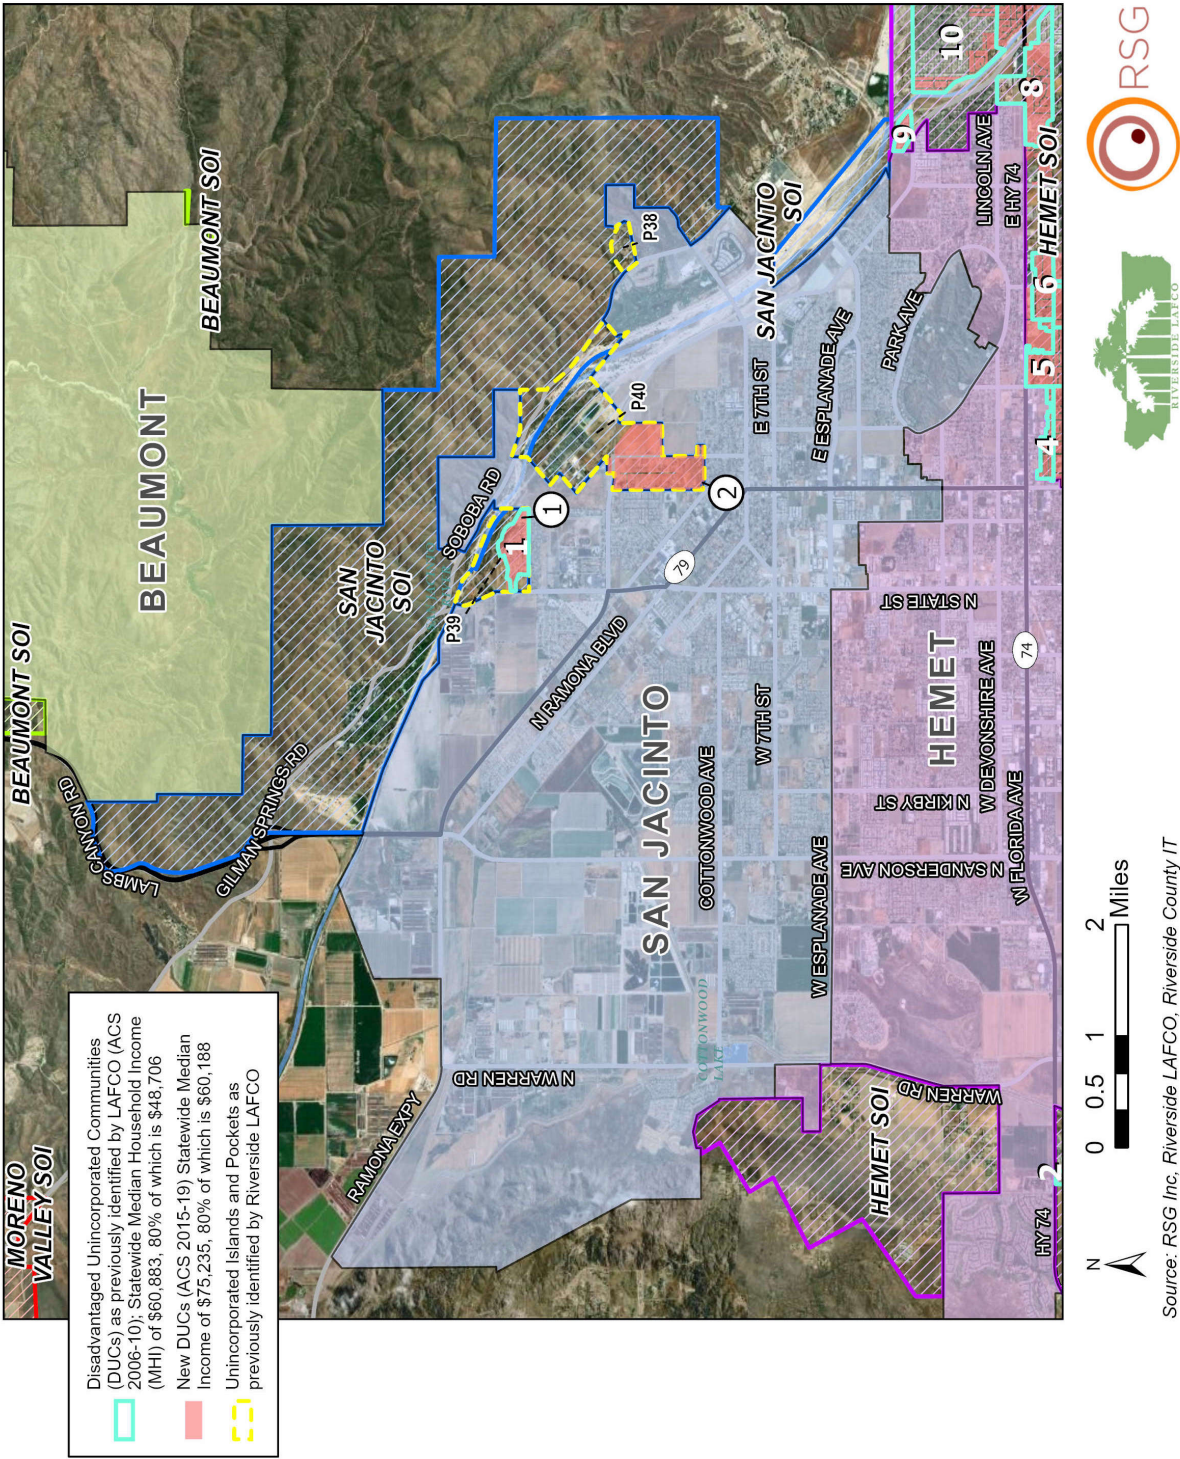 MORENO
VALLEY SOI
BEAUMONT SOI
BEAUMONT
BEAUMONT SOI
LAMBS CANYON RD
GILMAN SPRINGS RD
SAN
JACINTO
SOI
SOBOBA RD
P39
1
1
P40
P38
2
RAMONA EXPY
N WARREN RD
N RAMONA BLVD
79
SAN JACINTO
COTTONWOOD AVE
COTTONWOOD
LAKE
W 7TH ST
E 7TH ST
SAN JACINTO
SOI
W ESPLANADE AVE
E ESPLANADE AVE
PARK AVE
HEMET SOI
WARREN RD
N SANDERSON AVE
N KIRBY ST
N STATE ST
HEMET
W DEVONSHIRE AVE
W FLORIDA AVE
74
HY 74
2
4
5
6
8
9
10
LINCOLN AVE
E HY 74
HEMET SOI
Disadvantaged Unincorporated Communities
(DUCs) as previously identified by LAFCO (ACS
2006-10); Statewide Median Household Income
(MHI) of $60,883, 80% of which is $48,706
New DUCs (ACS 2015-19) Statewide Median
Income of $75,235, 80% of which is $60,188
Unincorporated Islands and Pockets as
previously identified by Riverside LAFCO
N
0 0.5 1 2
Miles
Source: RSG Inc, Riverside LAFCO, Riverside County IT
RIVERSIDE LAFCO
RSG